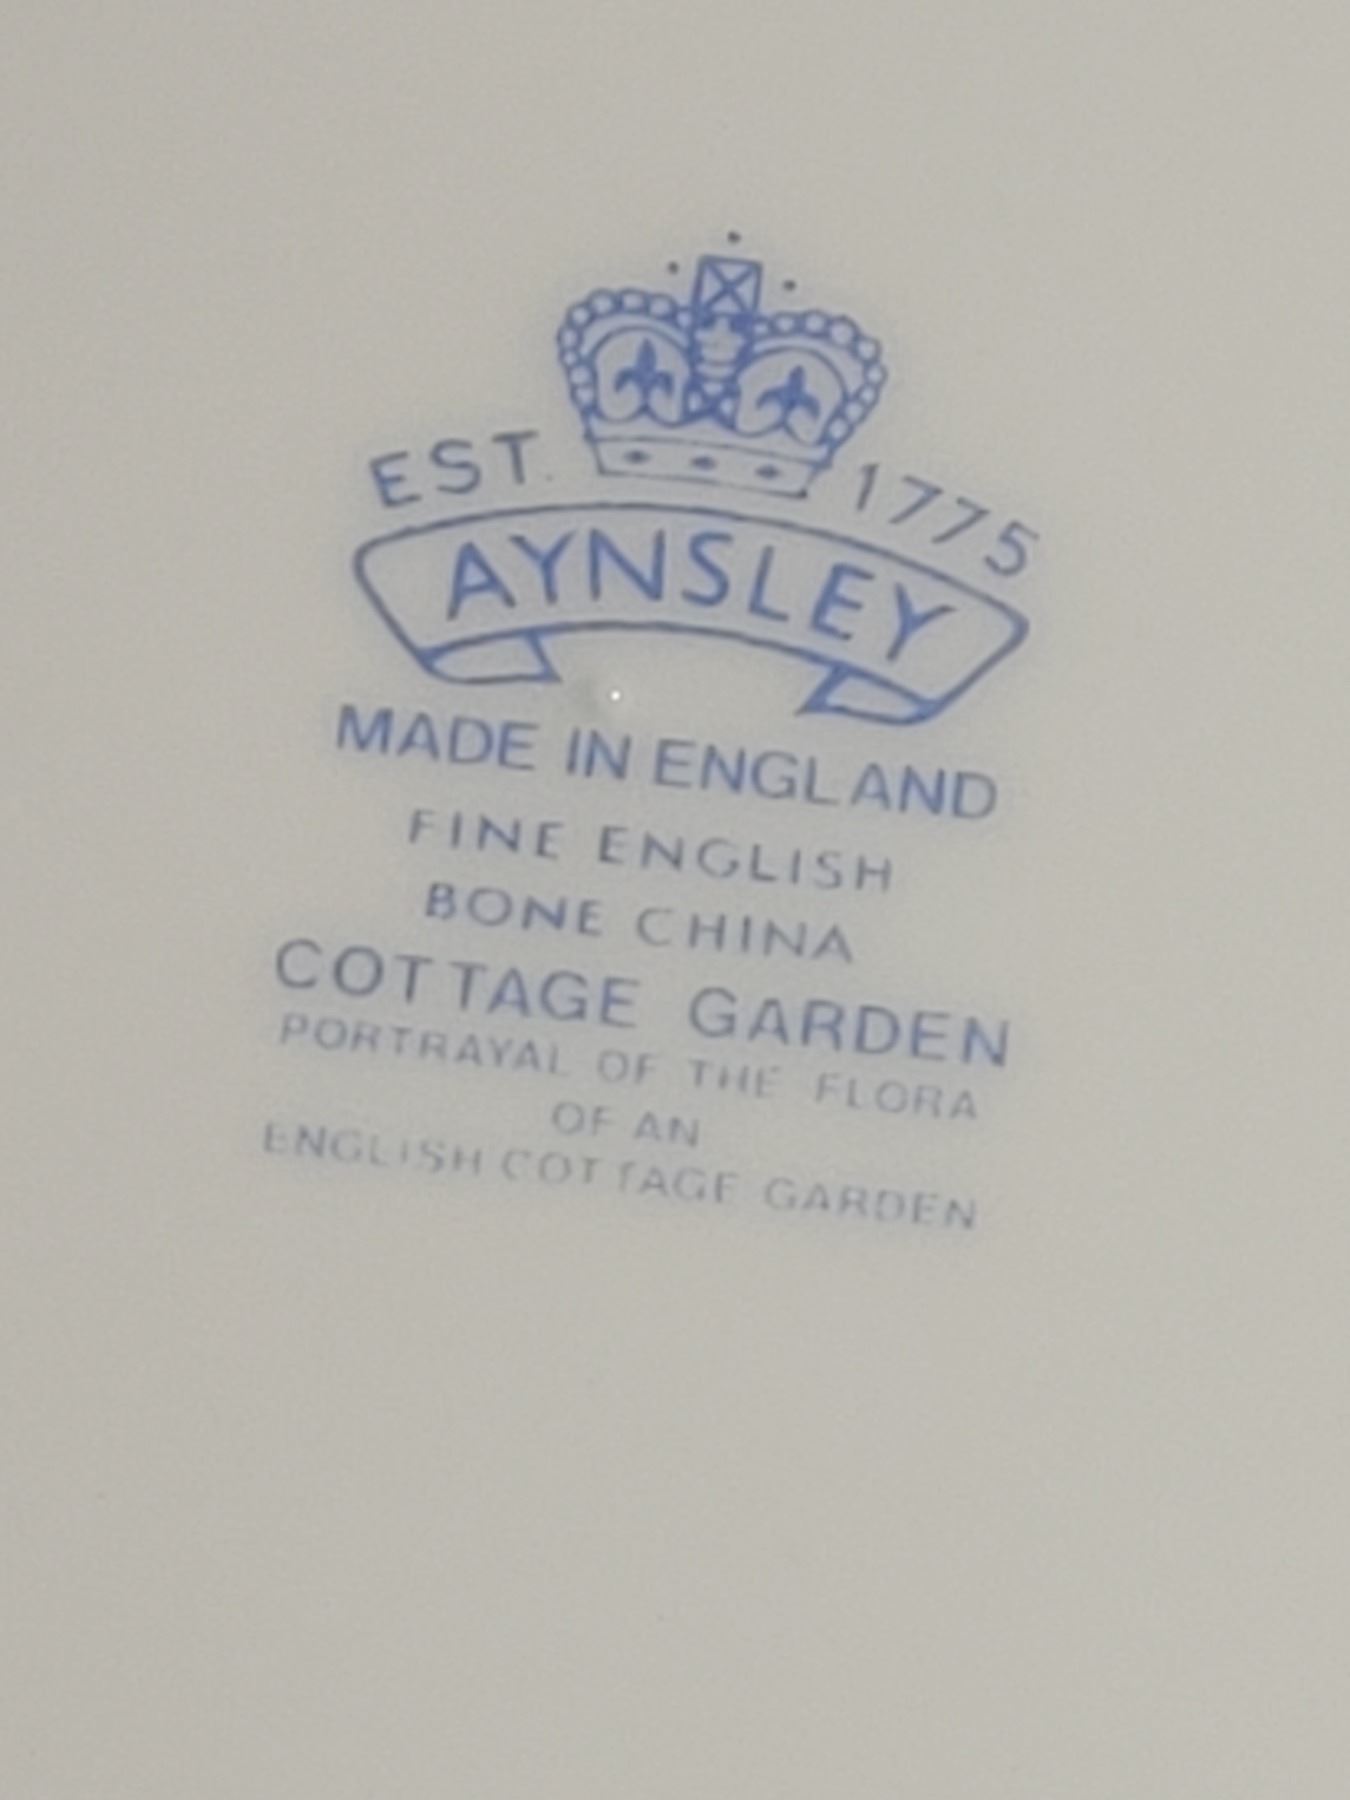 EST. 1775
AYNSLEY
MADE IN ENGLAND
FINE ENGLISH
BONE CHINA
COTTAGE GARDEN
PORTRAYAL OF THE FLORA
OF AN
ENGLISH COTTAGE GARDEN